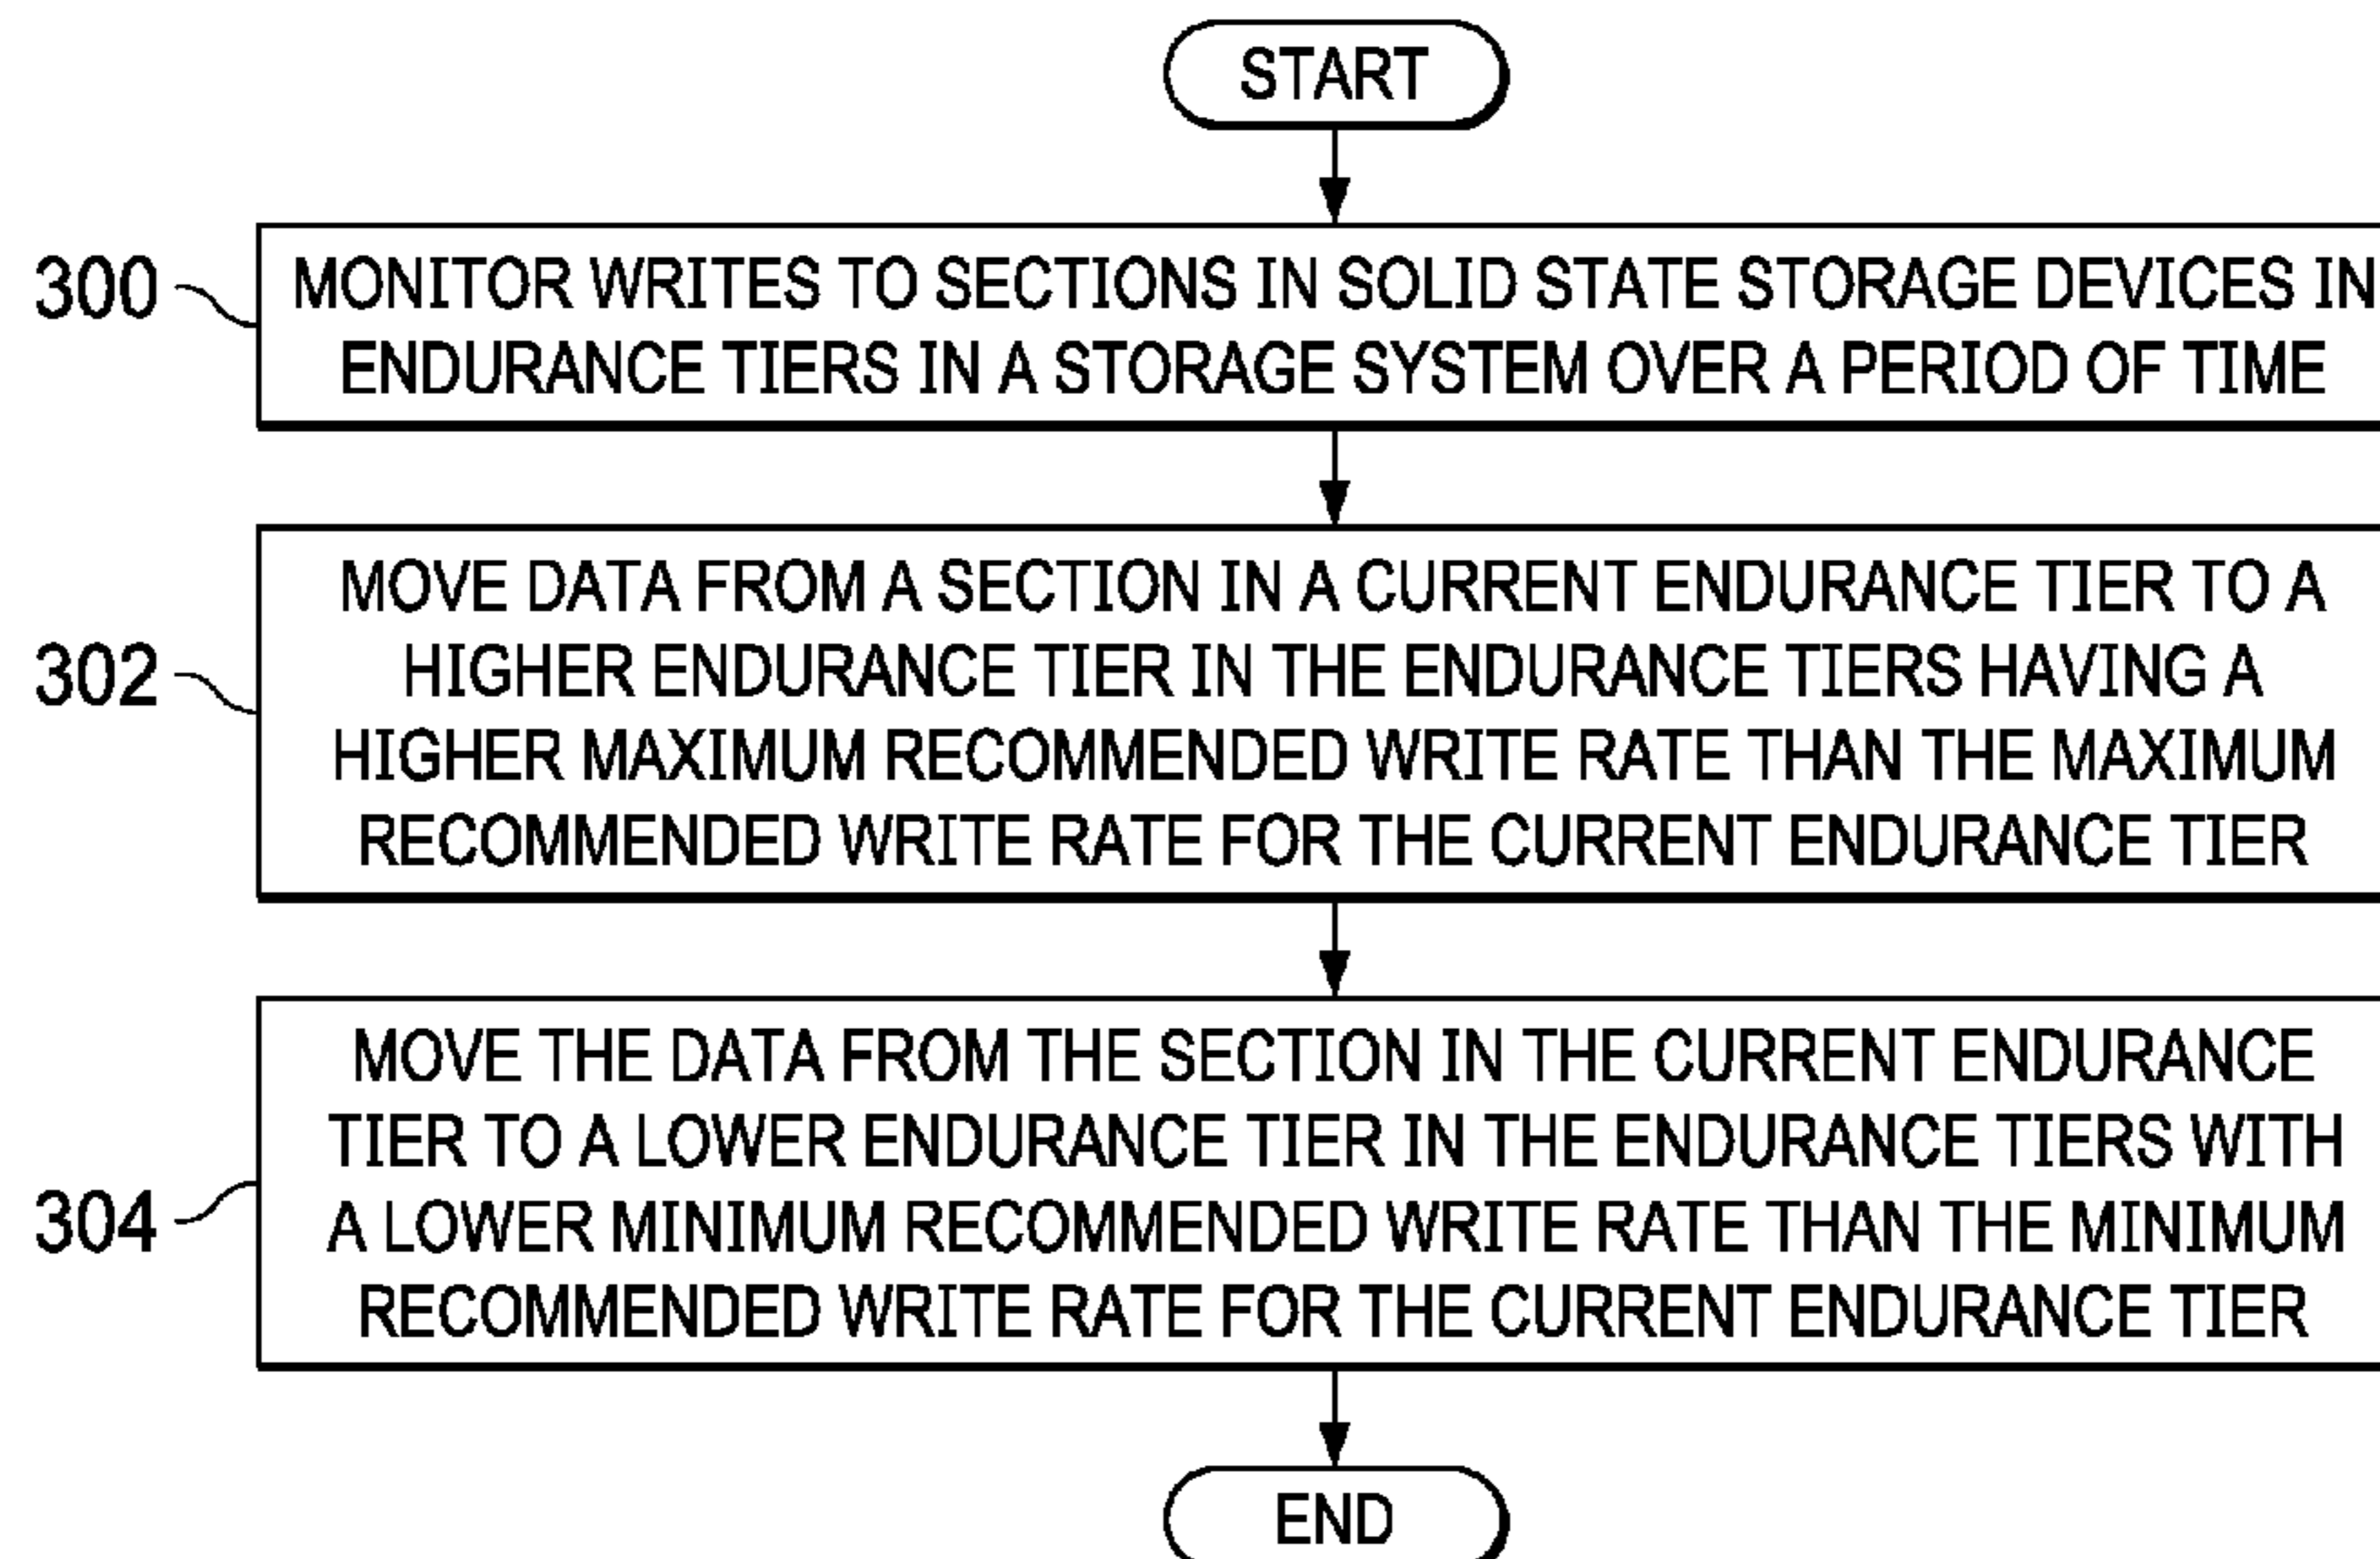 START
300
MONITOR WRITES TO SECTIONS IN SOLID STATE STORAGE DEVICES IN
ENDURANCE TIERS IN A STORAGE SYSTEM OVER A PERIOD OF TIME
302
MOVE DATA FROM A SECTION IN A CURRENT ENDURANCE TIER TO A
HIGHER ENDURANCE TIER IN THE ENDURANCE TIERS HAVING A
HIGHER MAXIMUM RECOMMENDED WRITE RATE THAN THE MAXIMUM
RECOMMENDED WRITE RATE FOR THE CURRENT ENDURANCE TIER
304
MOVE THE DATA FROM THE SECTION IN THE CURRENT ENDURANCE
TIER TO A LOWER ENDURANCE TIER IN THE ENDURANCE TIERS WITH
A LOWER MINIMUM RECOMMENDED WRITE RATE THAN THE MINIMUM
RECOMMENDED WRITE RATE FOR THE CURRENT ENDURANCE TIER
END